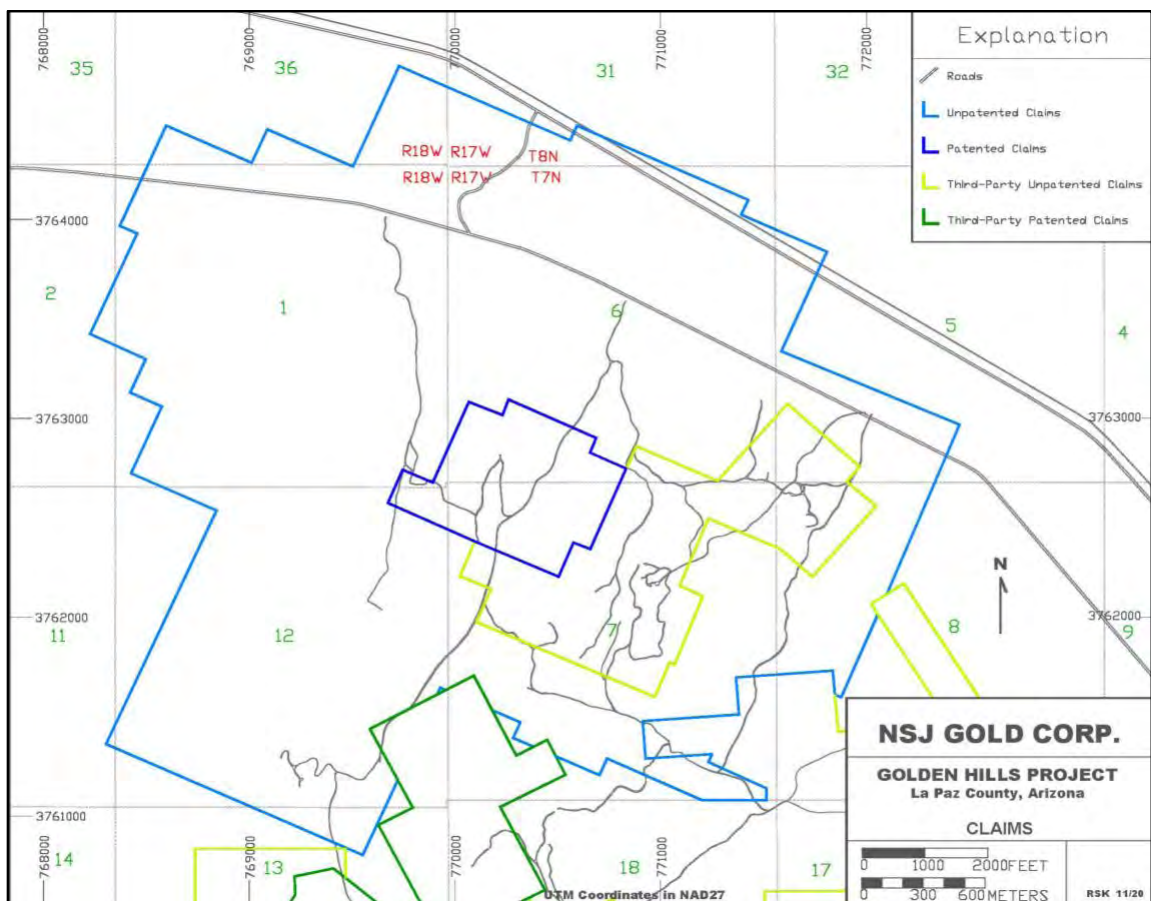 768000
769000
770000
771000
772000
Explanation
Roads
Unpatented Claims
Patented Claims
Third-Party Unpatented Claims
Third-Party Patented Claims
35
36
31
32
R18W R17W
T8N
R18W R17W
T7N
3764000
2
1
6
5
4
3763000
3763000
N
3762000
3762000
11
12
7
8
9
NSJ GOLD CORP.
GOLDEN HILLS PROJECT
La Paz County, Arizona
CLAIMS
0 1000 2000FEET
0 300 600METERS
RSK 11/20
3761000
14
13
18
17
768000
769000
770000
771000
UTM Coordinates in NAD27